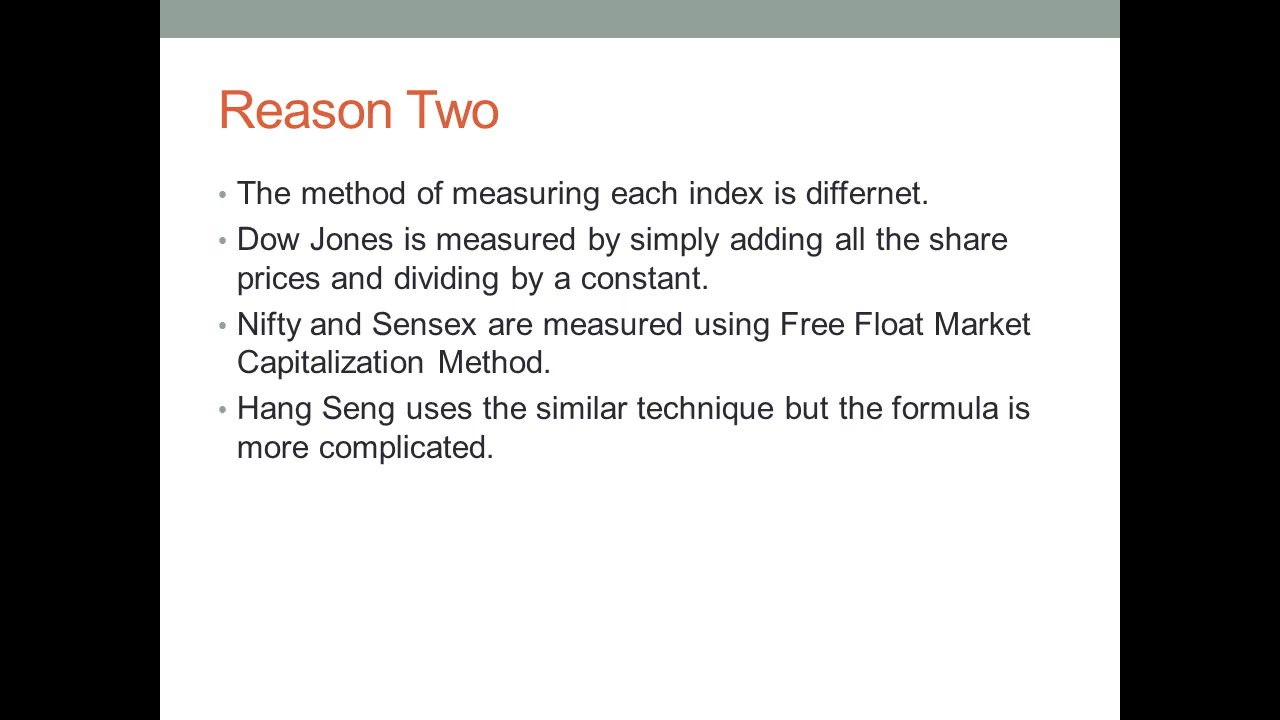 Reason Two
• The method of measuring each index is differnet.
• Dow Jones is measured by simply adding all the share
prices and dividing by a constant.
• Nifty and Sensex are measured using Free Float Market
Capitalization Method.
• Hang Seng uses the similar technique but the formula is
more complicated.